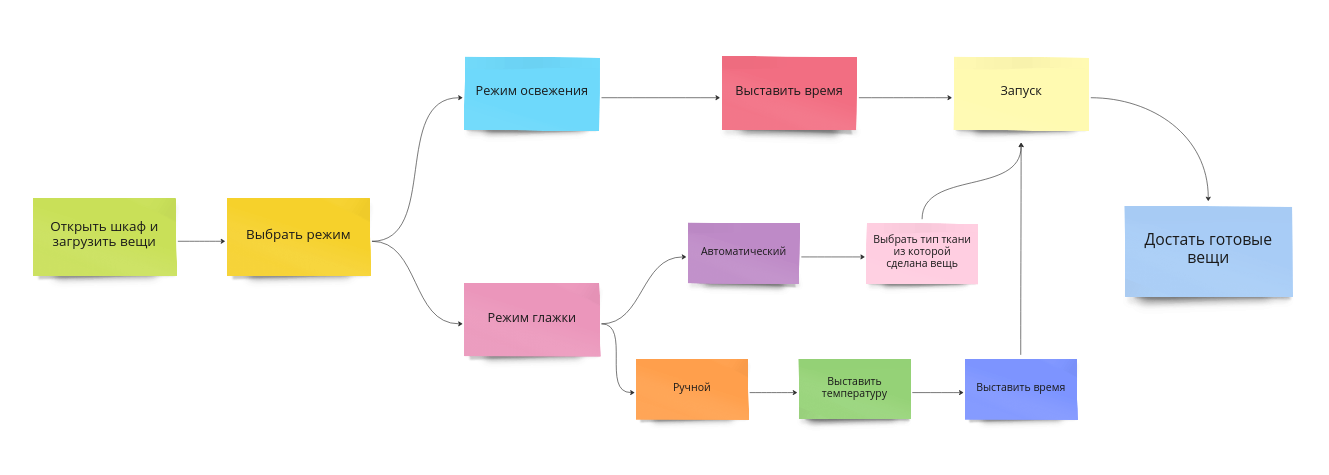 Режим освежения
Выставить время
Запуск
Открыть шкаф и
загрузить вещи
Выбрать режим
Автоматический
Выбрать тип ткани
из которой
сделана вещь
Достать готовые
вещи
Режим глажки
Ручной
Выставить
температуру
Выставить время